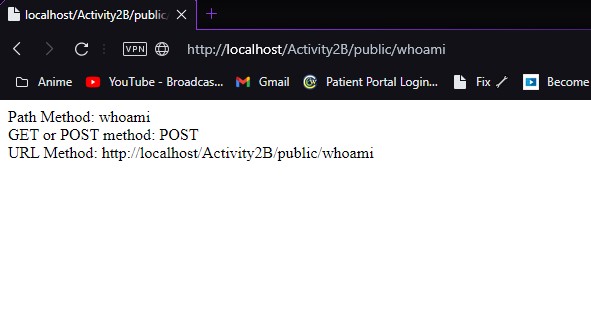 localhost/Activity2B/public/
VPN
http://localhost/Activity2B/public/whoami
Anime
YouTube - Broadcas...
Gmail
Patient Portal Login:...
Fix
Become
Path Method: whoami
GET or POST method: POST
URL Method: http://localhost/Activity2B/public/whoami